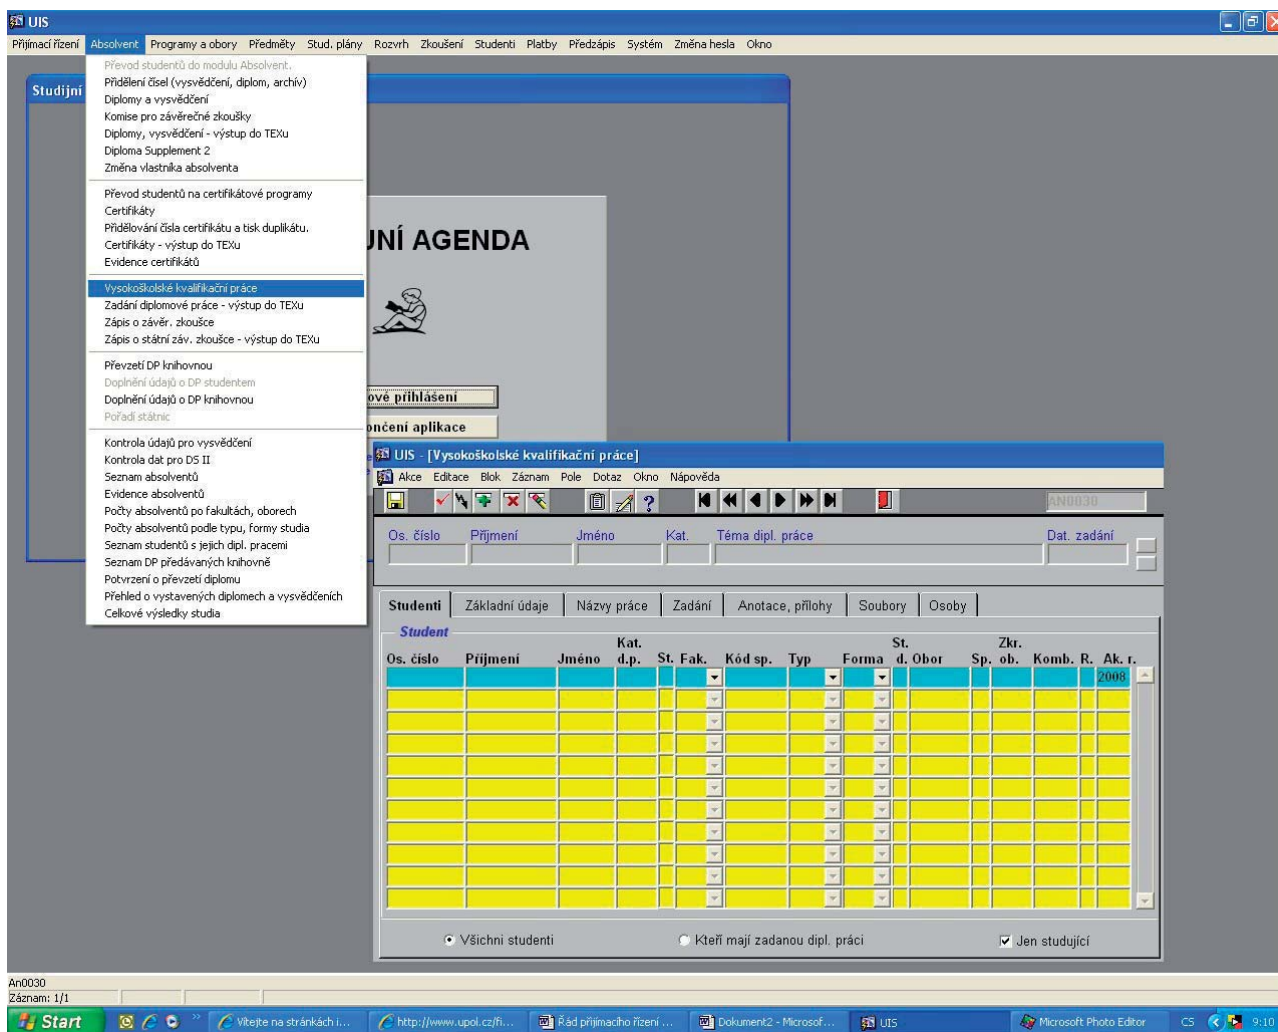 UIS
Přijímací řízení Absolvent Programy a obory Předměty Stud. plány Rozvrh Zkoušení Studenti Platby Předzápis Systém Změna hesla Okno
Studijní
Převod studentů do modulu Absolvent.
Přidělení čísel (vysvědčení, diplom, archív)
Diplomy a vysvědčení
Komise pro závěrečné zkoušky
Diplomy, vysvědčení - výstup do TEXu
Diploma Supplement 2
Změna vlastníka absolventa
Převod studentů na certifikátové programy
Certifikáty
Přidělování čísla certifikátu a tisk duplikátu.
Certifikáty - výstup do TEXu
Evidence certifikátů
Vysokoškolské kvalifikační práce
Zadání diplomové práce - výstup do TEXu
Zápis o závěr. zkoušce
Zápis o státní záv. zkoušce - výstup do TEXu
Převzetí DP knihovnou
Doplnění údajů o DP studentem
Doplnění údajů o DP knihovnou
Pořadí státnic
Kontrola údajů pro vysvědčení
Kontrola dat pro DS II
Seznam absolventů
Evidence absolventů
Počty absolventů po fakultách, oborech
Počty absolventů podle typu, formy studia
Seznam studentů s jejich dipl. pracemi
Seznam DP předávaných knihovně
Potvrzení o převzetí diplomu
Přehled o vystavených diplomech a vysvědčeních
Celkové výsledky studia
JNÍ AGENDA
ové přihlášení
ončení aplikace
UIS - [Vysokoškolské kvalifikační práce]
Akce Editace Blok Záznam Pole Dotaz Okno Nápověda
AN0030
Os. číslo Příjmení Jméno Kat. Téma dipl. práce Dat. zadání
Studenti Základní údaje Názvy práce Zadání Anotace, přílohy Soubory Osoby
Student
Os. číslo Příjmení Jméno Kat. d.p. St. Fak. Kód sp. Typ Forma St. d. Obor Sp. Zkr. ob. Komb. R. Ak. r.
2008
Všichni studenti Kteří mají zadanou dipl. práci Jen studující
An0030
Záznam: 1/1
Start Vítejte na stránkách i... http://www.upol.cz/fi... Řád přijímacího řízení ... Dokument2 - Microsof... UIS Microsoft Photo Editor CS 9:10